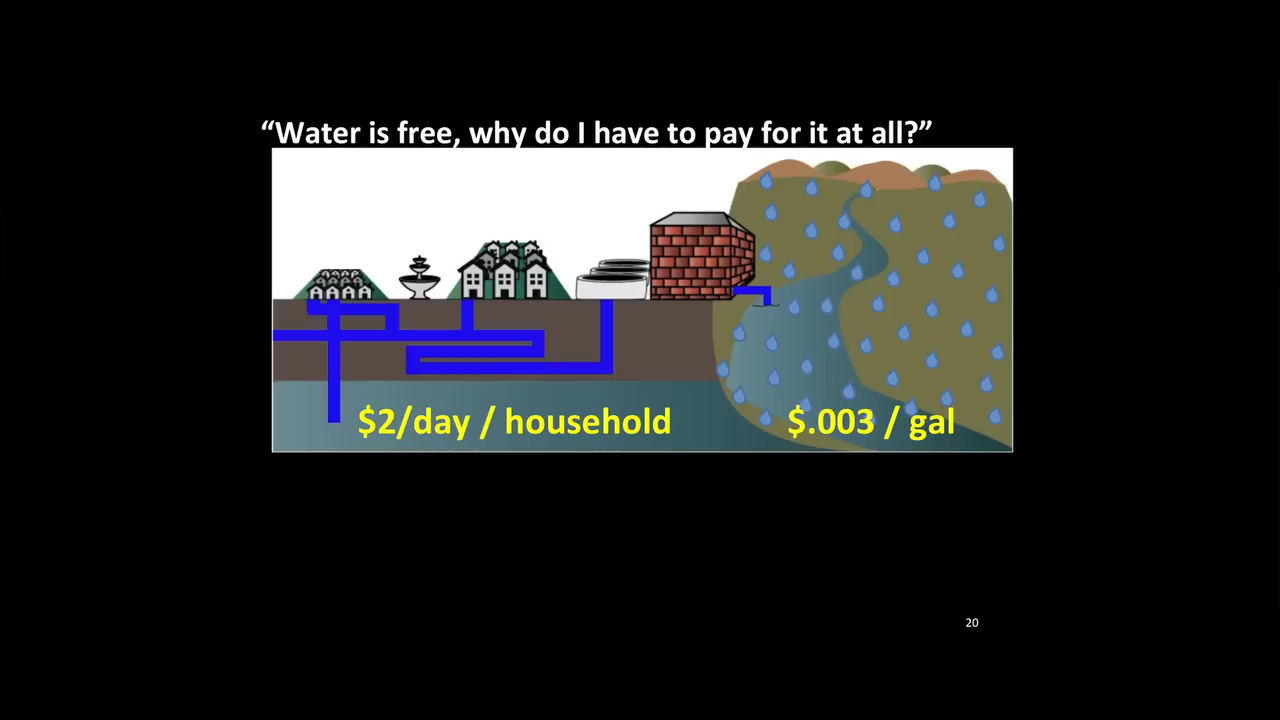 “Water is free, why do I have to pay for it at all?”
$2/day / household
$.003 / gal
20